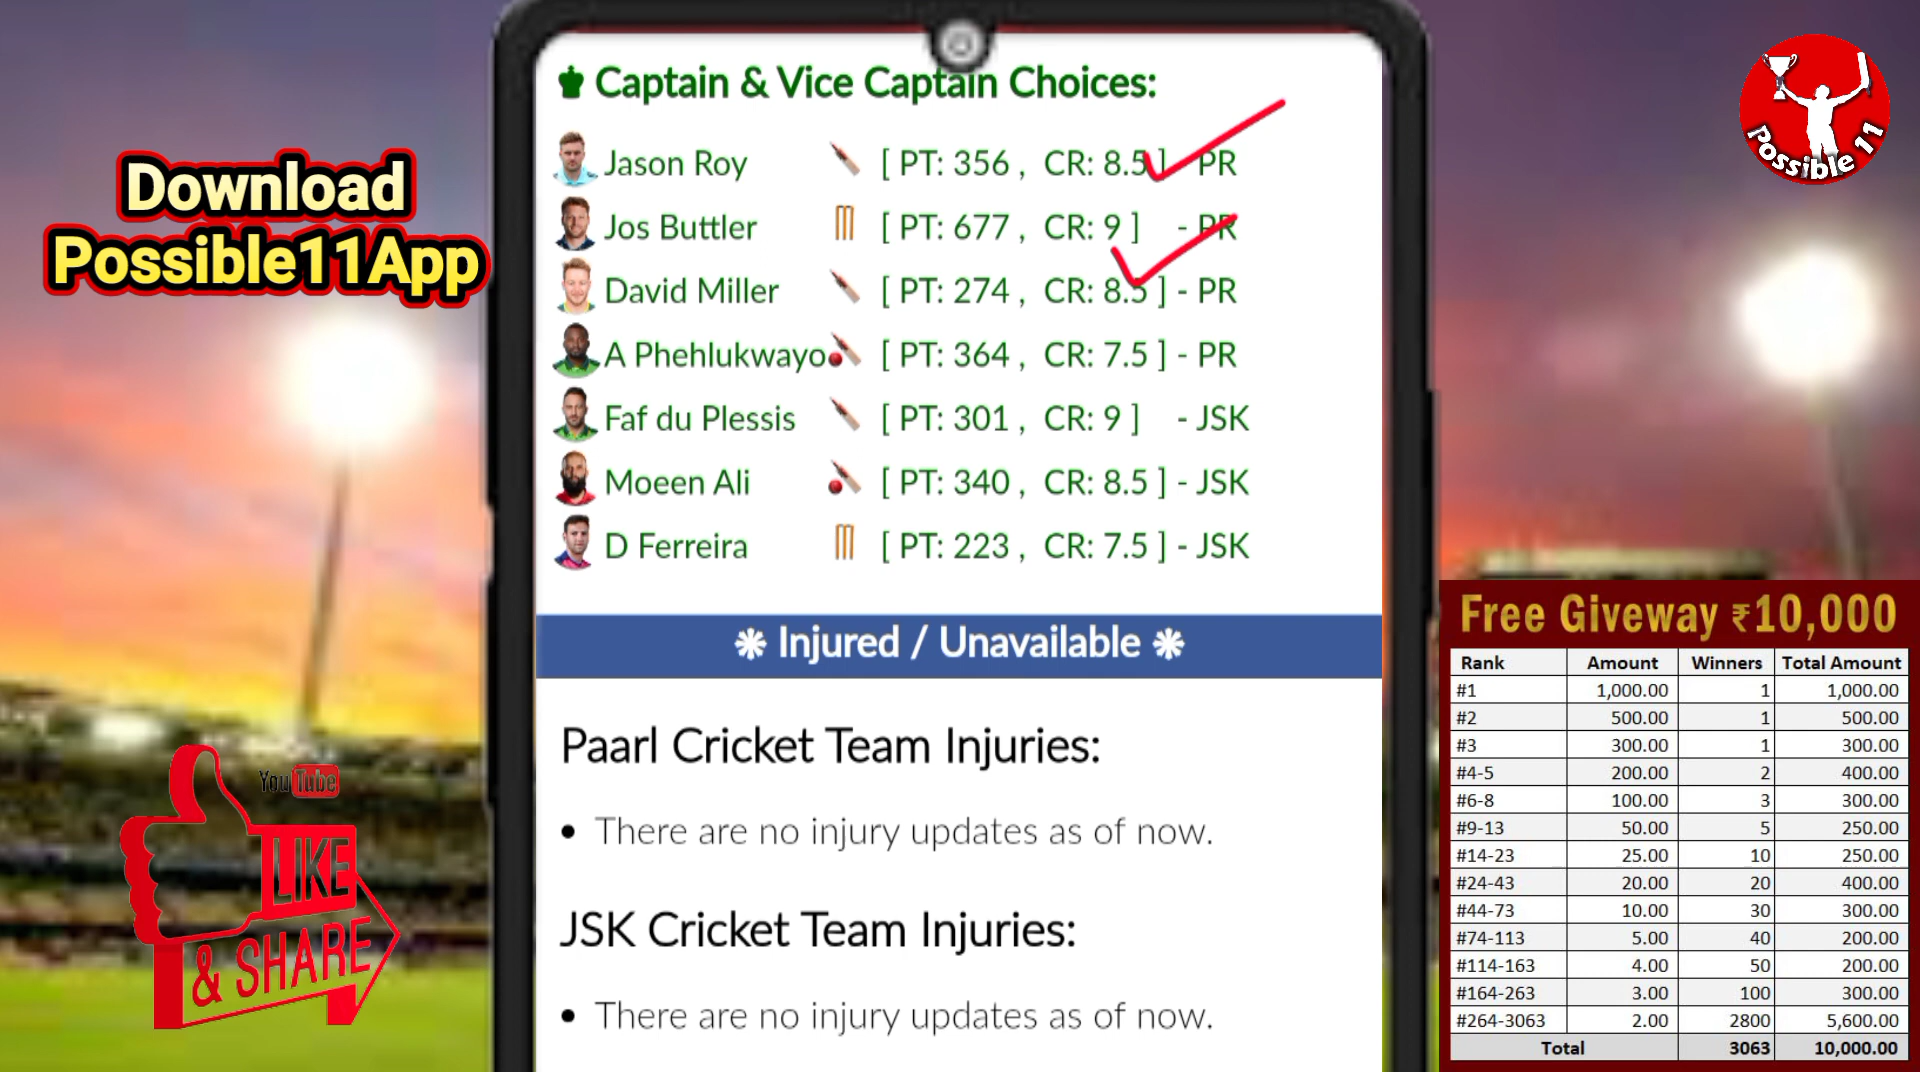 Download
Possible11App
Captain & Vice Captain Choices:
Jason Roy [ PT: 356 , CR: 8.5 ] - PR
Jos Buttler [ PT: 677 , CR: 9 ] - PR
David Miller [ PT: 274 , CR: 8.5 ] - PR
A Phehlukwayo [ PT: 364 , CR: 7.5 ] - PR
Faf du Plessis [ PT: 301 , CR: 9 ] - JSK
Moeen Ali [ PT: 340 , CR: 8.5 ] - JSK
D Ferreira [ PT: 223 , CR: 7.5 ] - JSK
Injured / Unavailable
Paarl Cricket Team Injuries:
• There are no injury updates as of now.
JSK Cricket Team Injuries:
• There are no injury updates as of now.
YouTube
LIKE
& SHARE
Possible 11
Free Giveway ₹10,000
Rank Amount Winners Total Amount
#1 1,000.00 1 1,000.00
#2 500.00 1 500.00
#3 300.00 1 300.00
#4-5 200.00 2 400.00
#6-8 100.00 3 300.00
#9-13 50.00 5 250.00
#14-23 25.00 10 250.00
#24-43 20.00 20 400.00
#44-73 10.00 30 300.00
#74-113 5.00 40 200.00
#114-163 4.00 50 200.00
#164-263 3.00 100 300.00
#264-3063 2.00 2800 5,600.00
Total 3063 10,000.00